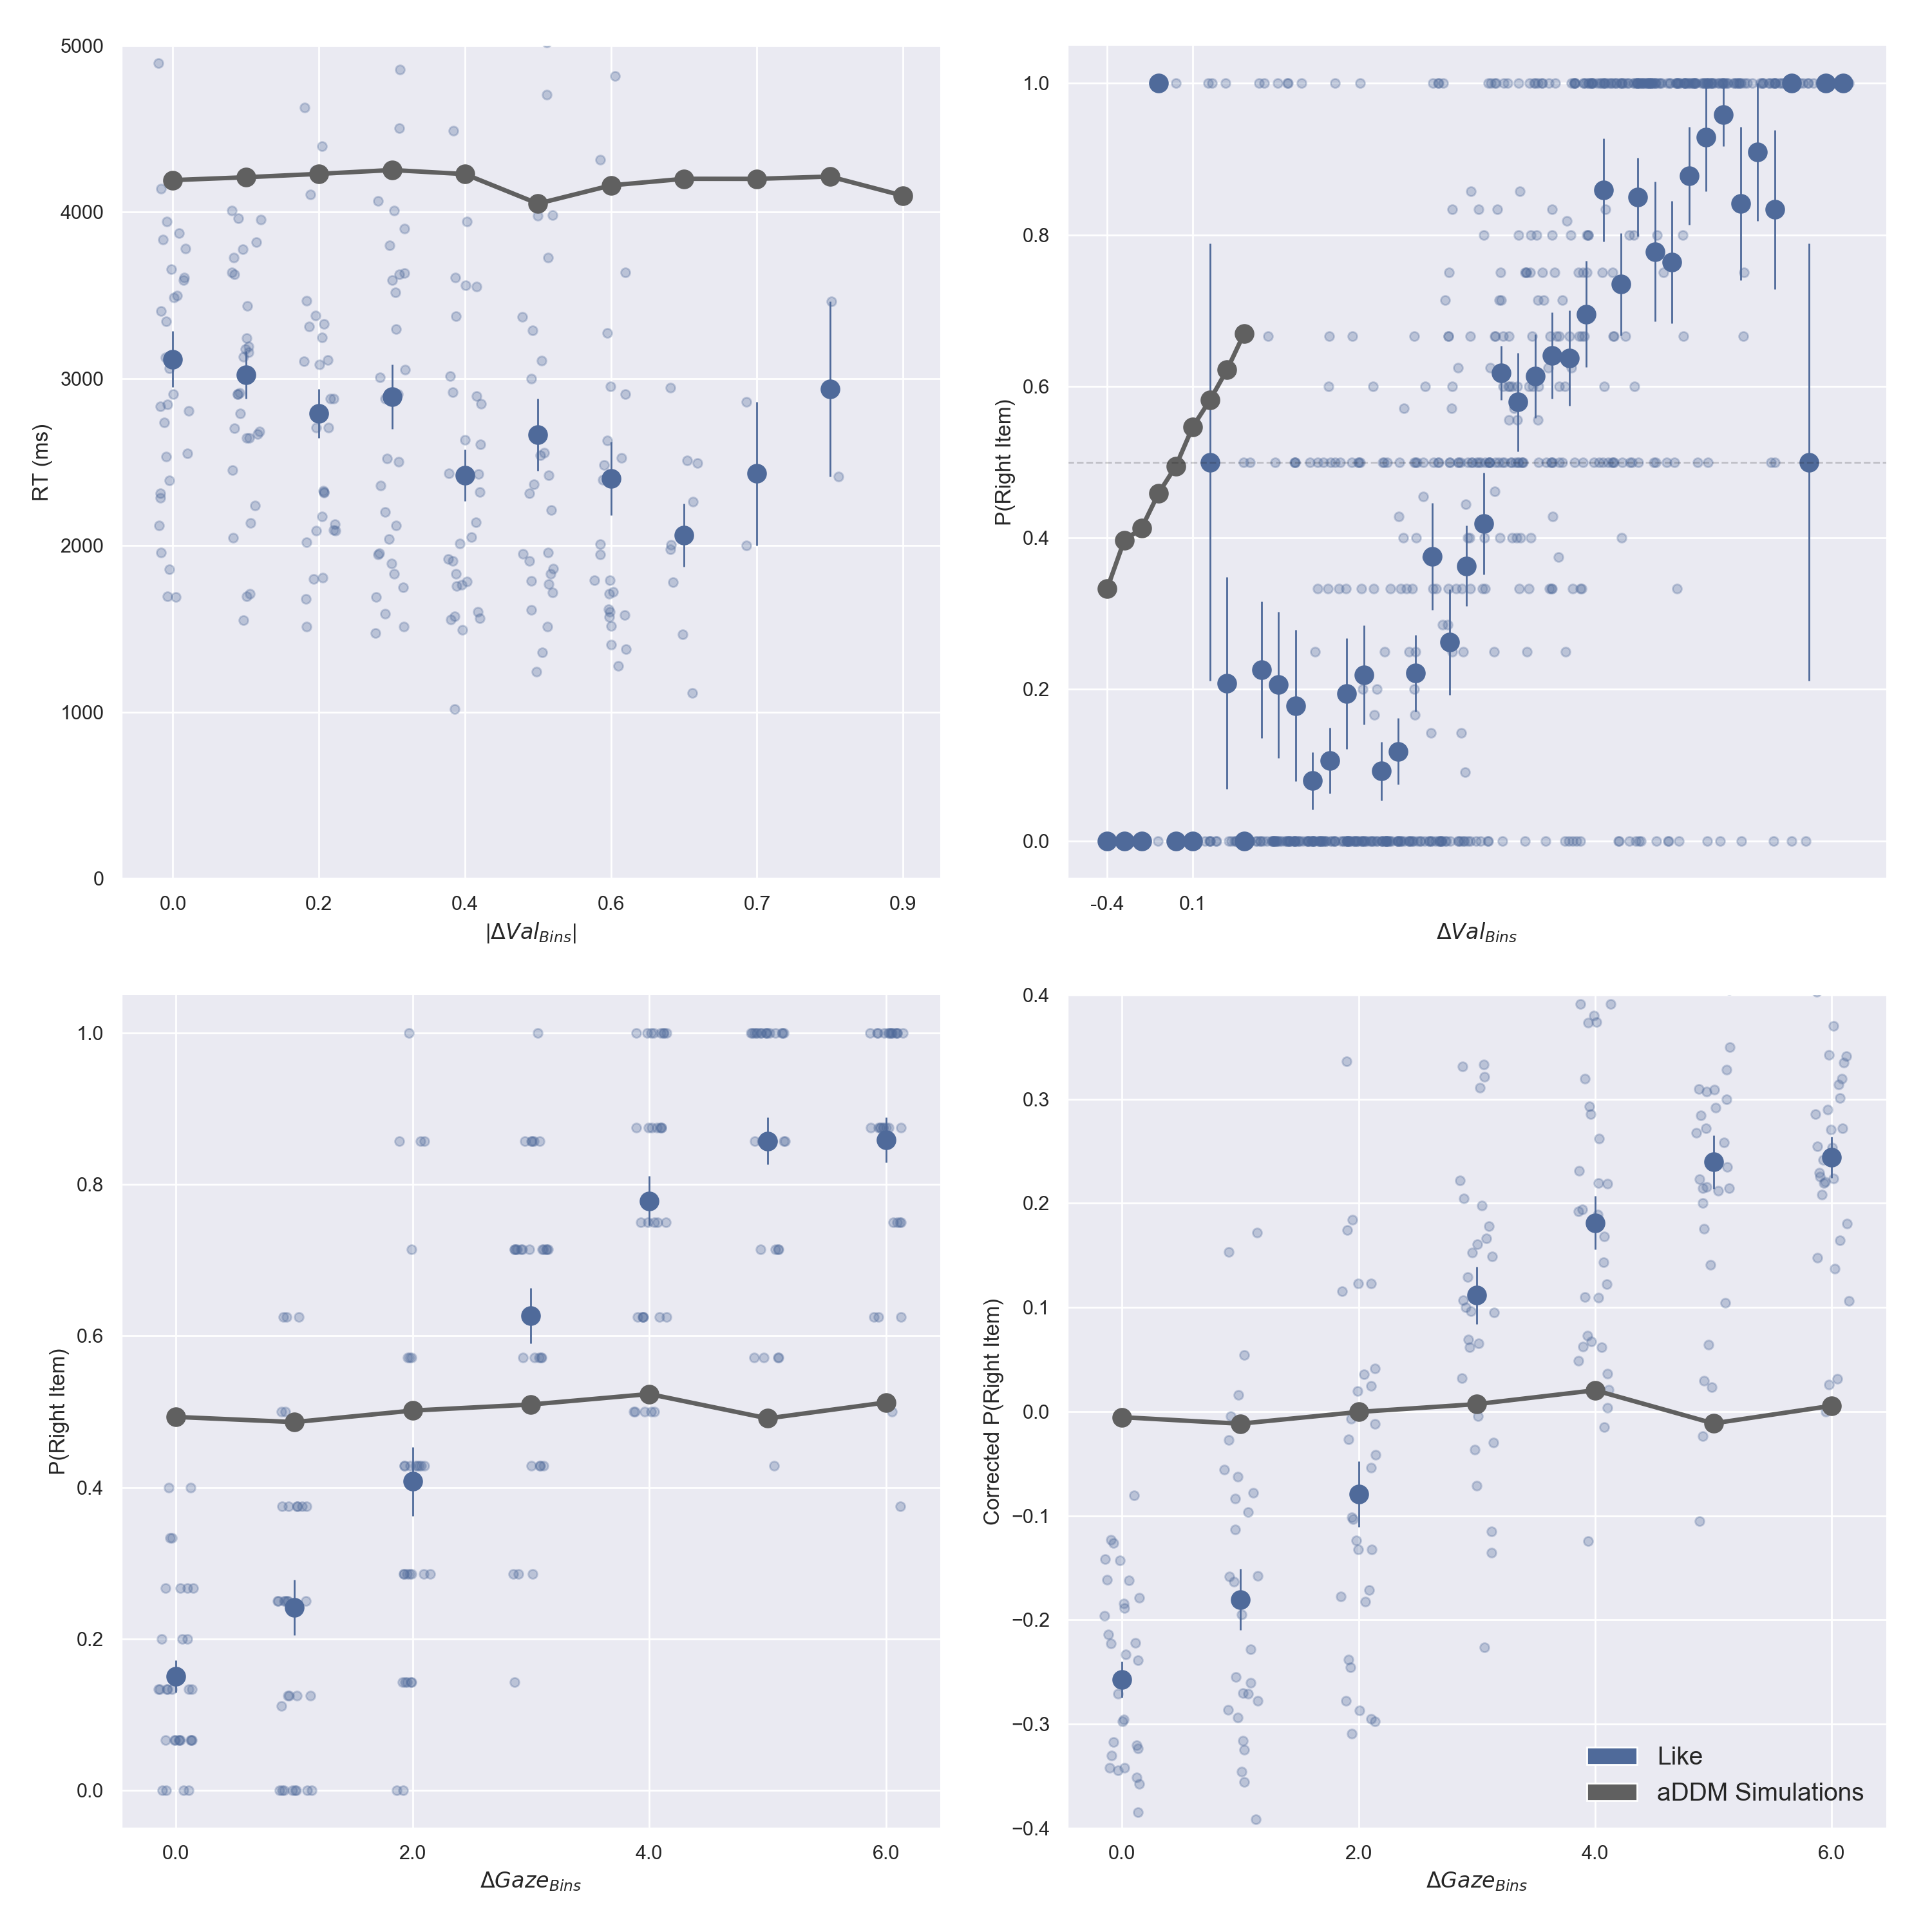 5000
4000
3000
2000
1000
0
RT (ms)
0.0 0.2 0.4 0.6 0.7 0.9
|ΔVal_Bins|
1.0
0.8
0.6
0.4
0.2
0.0
P(Right Item)
-0.4 0.1
ΔVal_Bins
1.0
0.8
0.6
0.4
0.2
0.0
P(Right Item)
0.0 2.0 4.0 6.0
ΔGaze_Bins
0.4
0.3
0.2
0.1
0.0
−0.1
−0.2
−0.3
−0.4
Corrected P(Right Item)
Like
aDDM Simulations
0.0 2.0 4.0 6.0
ΔGaze_Bins